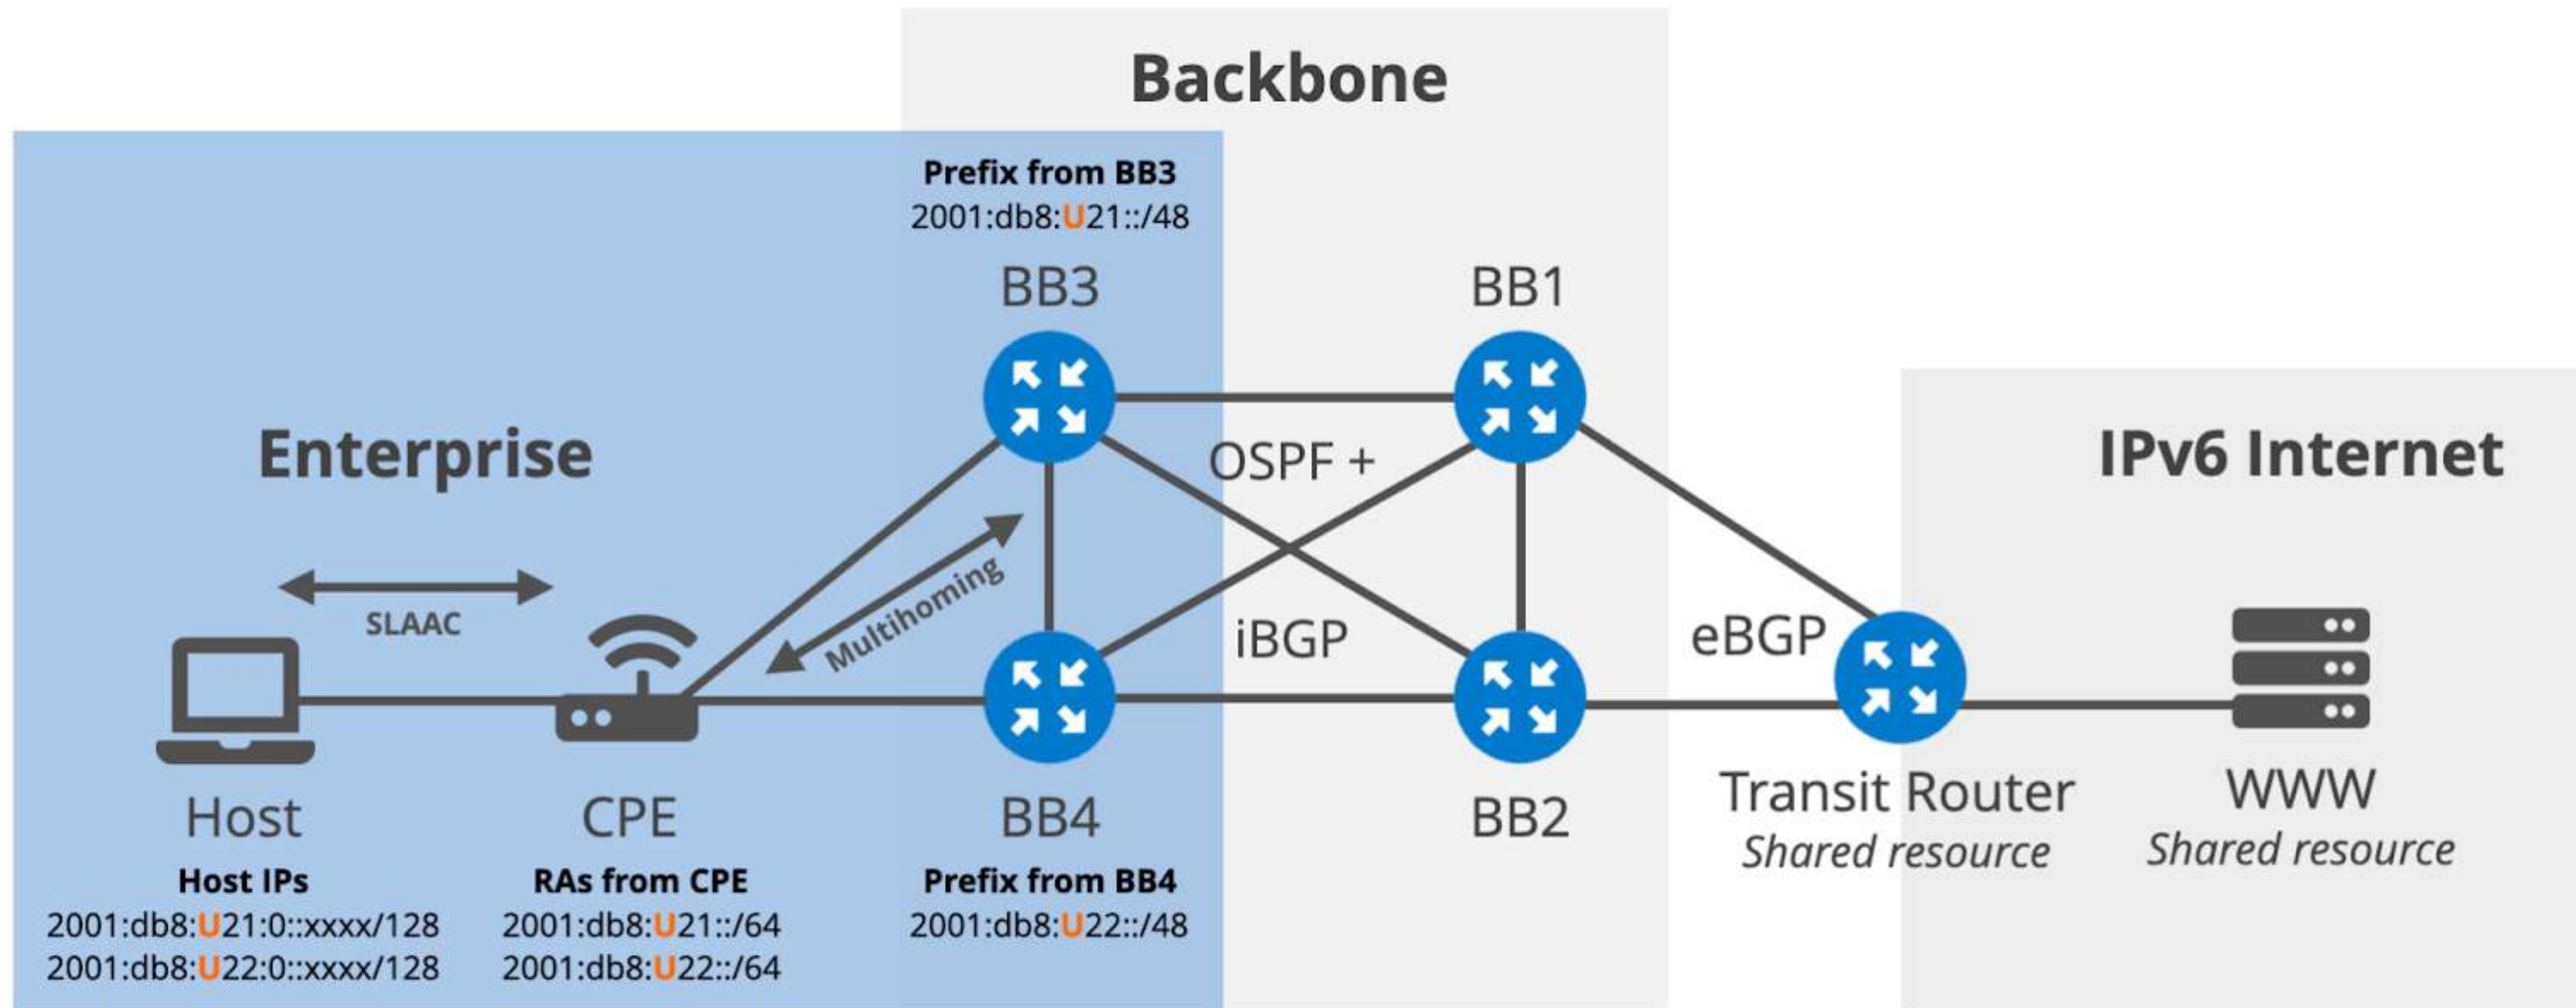 Backbone
Prefix from BB3
2001:db8:U21::/48
BB3
BB1
Enterprise
OSPF +
IPv6 Internet
SLAAC
Multihoming
iBGP
eBGP
Host
CPE
BB4
BB2
Transit Router
Shared resource
WWW
Shared resource
Host IPs
2001:db8:U21:0::xxxx/128
2001:db8:U22:0::xxxx/128
RAs from CPE
2001:db8:U21::/64
2001:db8:U22::/64
Prefix from BB4
2001:db8:U22::/48